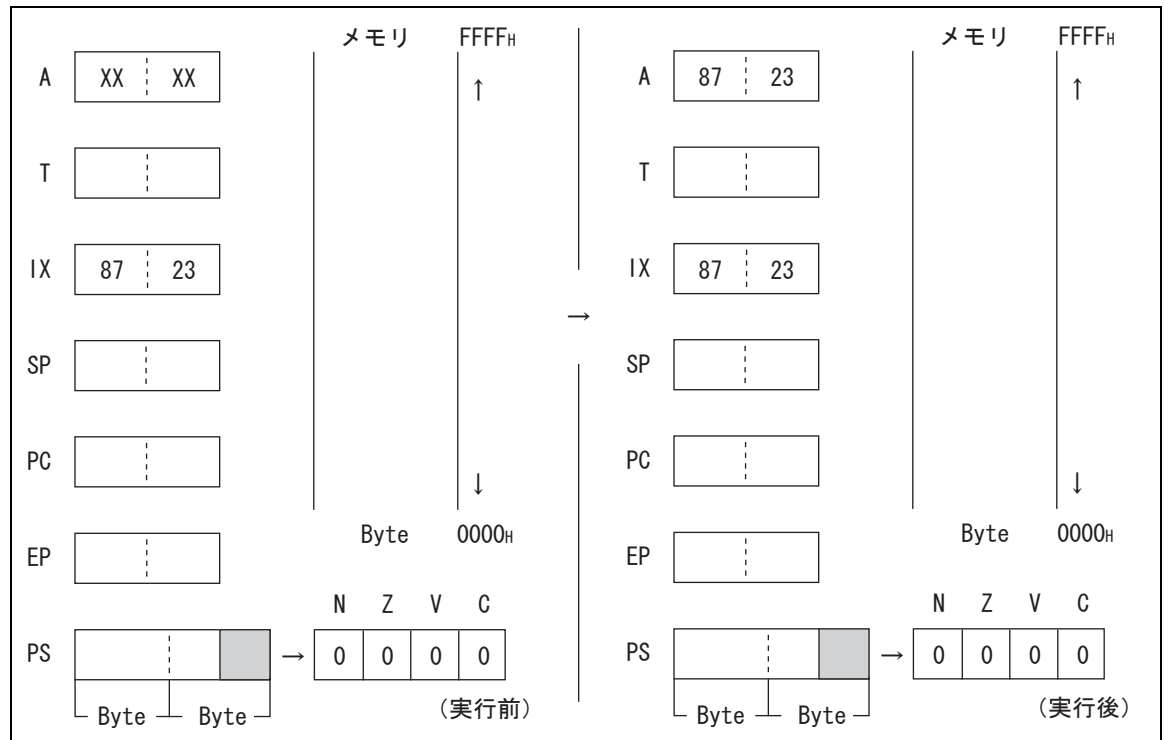 メモリ FFFFH
A XX XX ↑
T
IX 87 23
SP
PC
↓
Byte 0000H
EP
N Z V C
PS → 0 0 0 0
Byte Byte (実行前)
→
メモリ FFFFH
A 87 23 ↑
T
IX 87 23
SP
PC
↓
Byte 0000H
EP
N Z V C
PS → 0 0 0 0
Byte Byte (実行後)